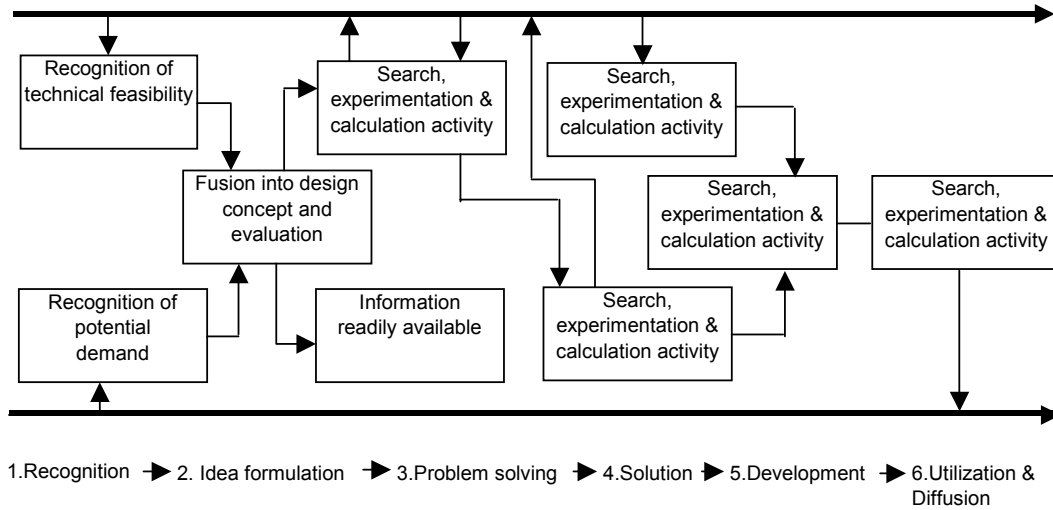 Recognition of
technical feasibility
Search,
experimentation &
calculation activity
Search,
experimentation &
calculation activity
Fusion into design
concept and
evaluation
Search,
experimentation &
calculation activity
Search,
experimentation &
calculation activity
Recognition of
potential
demand
Information
readily available
Search,
experimentation &
calculation activity
1.Recognition
2. Idea formulation
3.Problem solving
4.Solution
5.Development
6.Utilization &
Diffusion